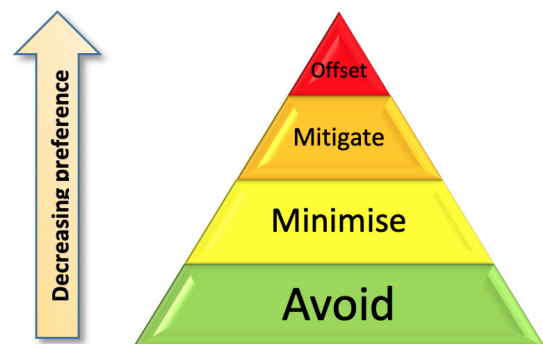 Decreasing preference
Offset
Mitigate
Minimise
Avoid